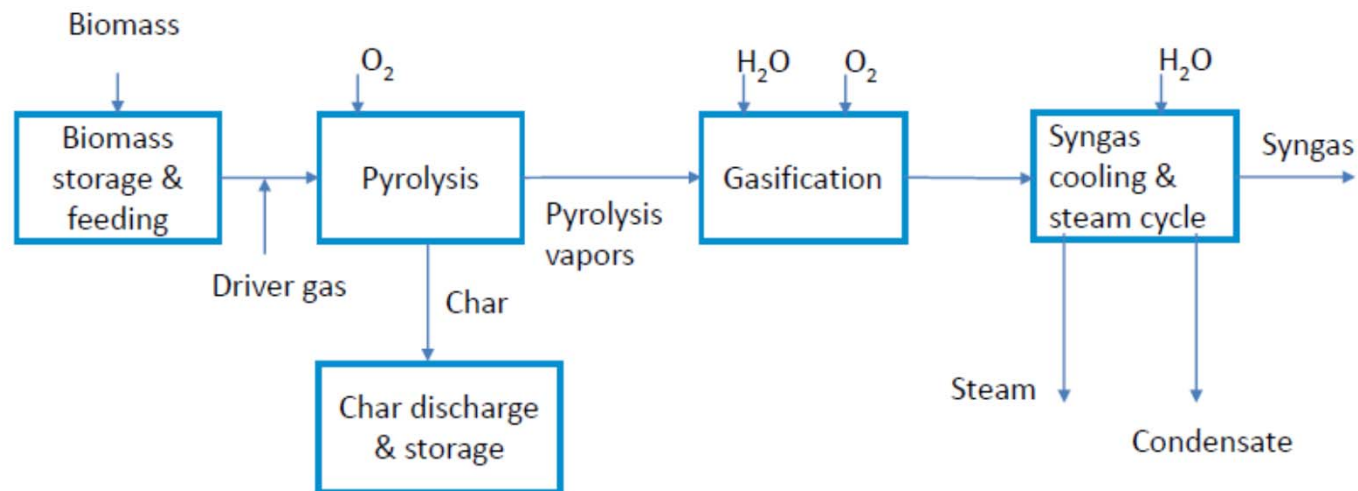 Biomass
O₂
H₂O
O₂
H₂O
Biomass
storage &
feeding
Pyrolysis
Gasification
Syngas
cooling &
steam cycle
Syngas
Pyrolysis
vapors
Driver gas
Char
Char discharge
& storage
Steam
Condensate